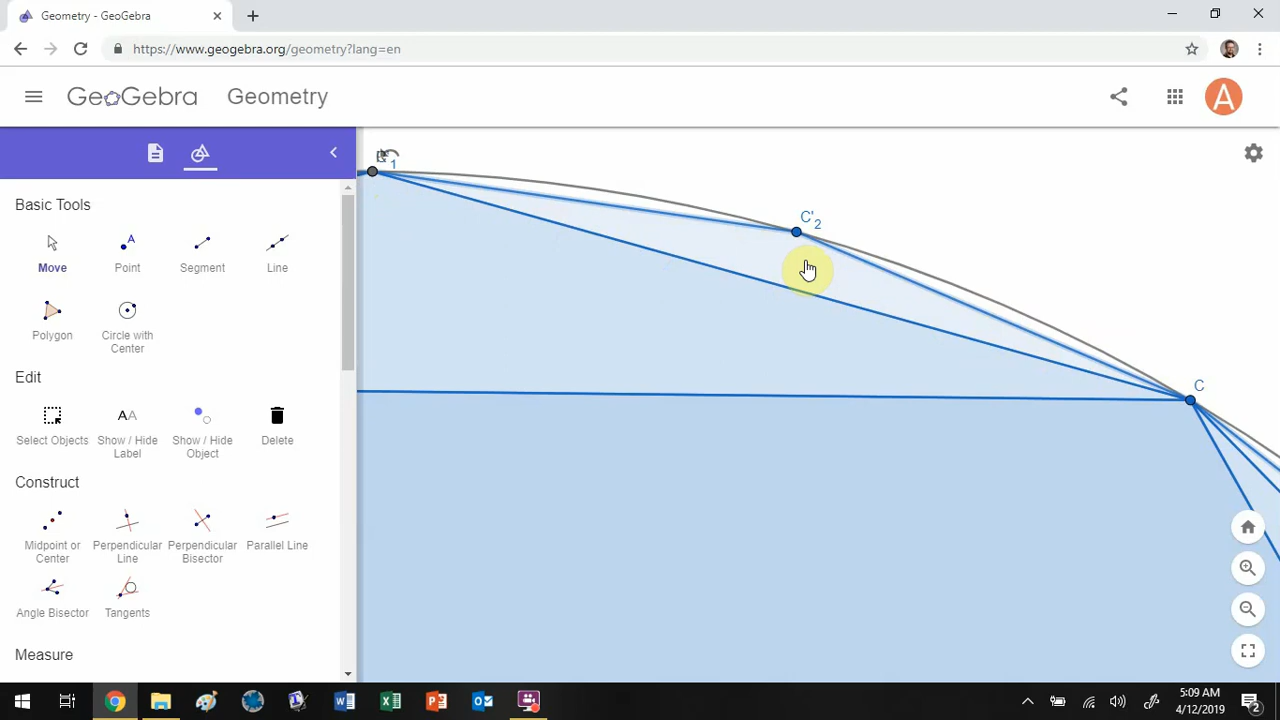 Geometry - GeoGebra
https://www.geogebra.org/geometry?lang=en
GeoGebra Geometry
A
Basic Tools
Move
A
Point
Segment
Line
Polygon
Circle with
Center
Edit
AA
Select Objects
Show / Hide
Label
Show / Hide
Object
Delete
Construct
Midpoint or
Center
Perpendicular
Line
Perpendicular
Bisector
Parallel Line
Angle Bisector
Tangents
Measure
C'2
C
5:09 AM
4/12/2019
2